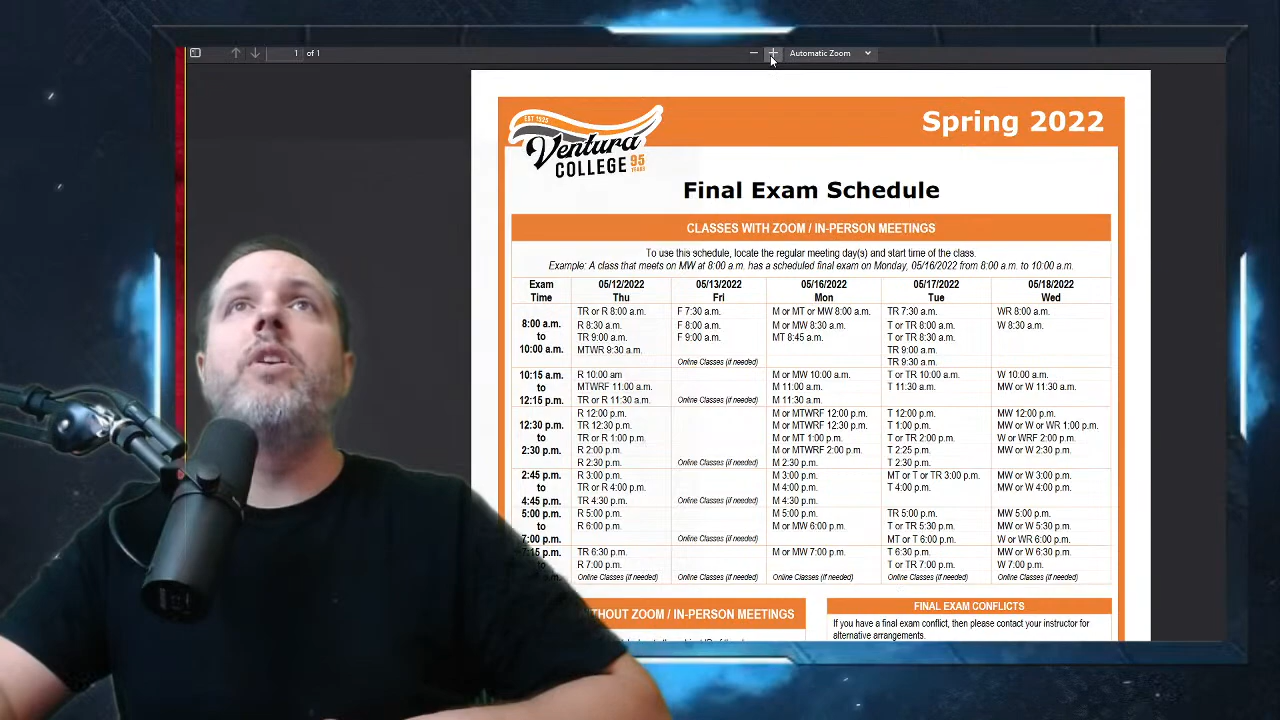 1 of 1
Automatic Zoom
EST 1925
Ventura
COLLEGE 95
YEARS
Spring 2022
Final Exam Schedule
CLASSES WITH ZOOM / IN-PERSON MEETINGS
To use this schedule, locate the regular meeting day(s) and start time of the class.
Example: A class that meets on MW at 8:00 a.m. has a scheduled final exam on Monday, 05/16/2022 from 8:00 a.m. to 10:00 a.m.
Exam 05/12/2022 05/13/2022 05/16/2022 05/17/2022 05/18/2022
Time Thu Fri Mon Tue Wed
TR or R 8:00 a.m. F 7:30 a.m. M or MT or MW 8:00 a.m. TR 7:30 a.m. WR 8:00 a.m.
8:00 a.m. R 8:30 a.m. F 8:00 a.m. M or MW 8:30 a.m. T or TR 8:00 a.m. W 8:30 a.m.
to TR 9:00 a.m. F 9:00 a.m. MT 8:45 a.m. T or TR 8:30 a.m.
10:00 a.m. MTWR 9:30 a.m. TR 9:00 a.m.
Online Classes (if needed) TR 9:30 a.m.
10:15 a.m. R 10:00 am M or MW 10:00 a.m. T or TR 10:00 a.m. W 10:00 a.m.
to MTWRF 11:00 a.m. M 11:00 a.m. T 11:30 a.m. MW or W 11:30 a.m.
12:15 p.m. TR or R 11:30 a.m. Online Classes (if needed) M 11:30 a.m.
R 12:00 p.m. M or MTWRF 12:00 p.m. T 12:00 p.m. MW 12:00 p.m.
12:30 p.m. TR 12:30 p.m. M or MTWRF 12:30 p.m. T 1:00 p.m. MW or W or WR 1:00 p.m.
to TR or R 1:00 p.m. M or MT 1:00 p.m. T or TR 2:00 p.m. W or WRF 2:00 p.m.
2:30 p.m. R 2:00 p.m. M or MTWRF 2:00 p.m. T 2:25 p.m. MW or W 2:30 p.m.
R 2:30 p.m. Online Classes (if needed) M 2:30 p.m. T 2:30 p.m.
2:45 p.m. R 3:00 p.m. M 3:00 p.m. MT or T or TR 3:00 p.m. MW or W 3:00 p.m.
to TR or R 4:00 p.m. M 4:00 p.m. T 4:00 p.m. MW or W 4:00 p.m.
4:45 p.m. TR 4:30 p.m. Online Classes (if needed) M 4:30 p.m.
5:00 p.m. R 5:00 p.m. M 5:00 p.m. TR 5:00 p.m. MW 5:00 p.m.
to R 6:00 p.m. M or MW 6:00 p.m. T or TR 5:30 p.m. MW or W 5:30 p.m.
7:00 p.m. Online Classes (if needed) MT or T 6:00 p.m. W or WR 6:00 p.m.
7:15 p.m. TR 6:30 p.m. M or MW 7:00 p.m. T 6:30 p.m. MW or W 6:30 p.m.
R 7:00 p.m. T or TR 7:00 p.m. W 7:00 p.m.
Online Classes (if needed) Online Classes (if needed) Online Classes (if needed) Online Classes (if needed) Online Classes (if needed)
WITHOUT ZOOM / IN-PERSON MEETINGS
FINAL EXAM CONFLICTS
If you have a final exam conflict, then please contact your instructor for
alternative arrangements.